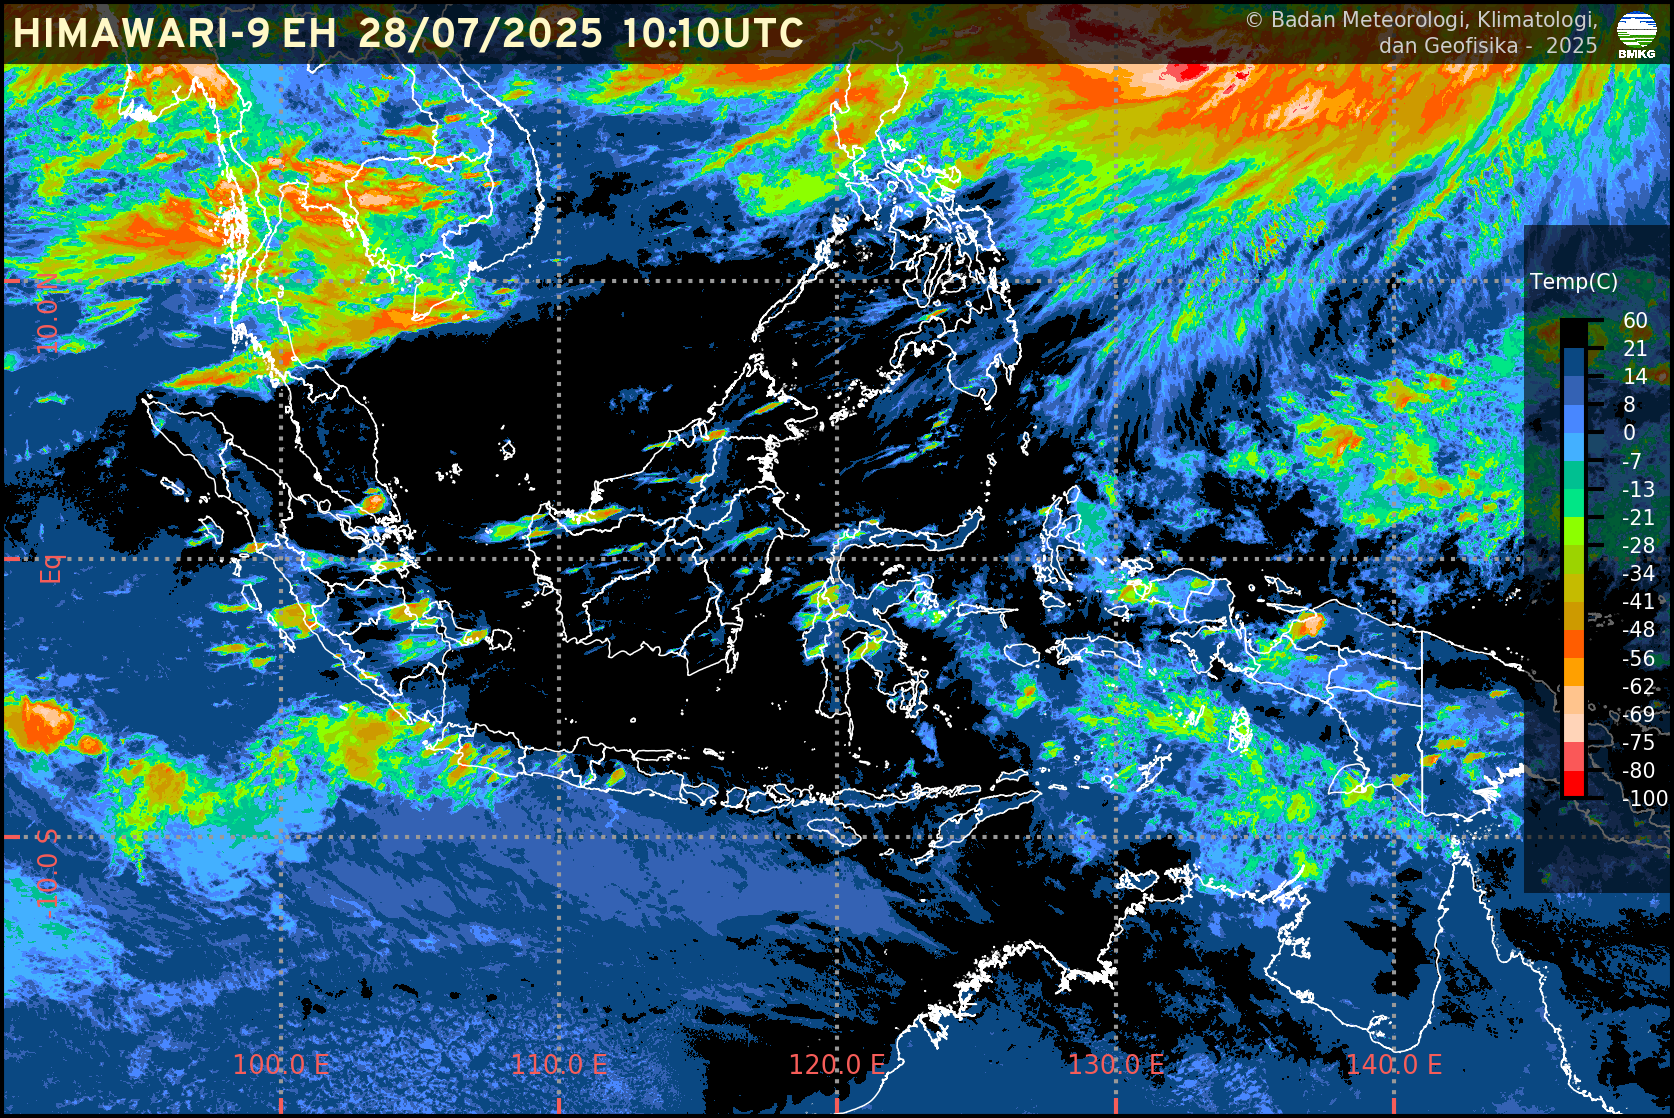 HIMAWARI-9 EH 28/07/2025 10:10UTC
© Badan Meteorologi, Klimatologi,
dan Geofisika - 2025
BMKG
Temp(C)
60
21
14
8
0
-7
-13
-21
-28
-34
-41
-48
-56
-62
-69
-75
-80
-100
10.0 N
Eq
-10.0 S
100.0 E
110.0 E
120.0 E
130.0 E
140.0 E